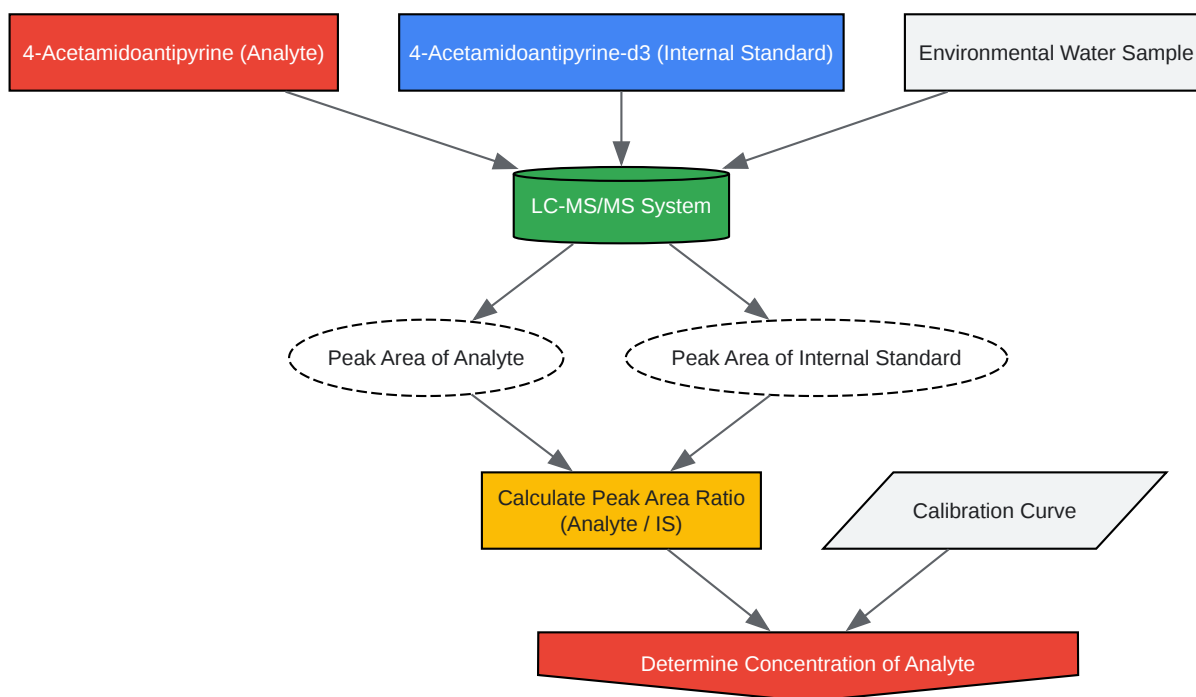 4-Acetamidoantipyrine (Analyte)
4-Acetamidoantipyrine-d3 (Internal Standard)
Environmental Water Sample
LC-MS/MS System
Peak Area of Analyte
Peak Area of Internal Standard
Calculate Peak Area Ratio
(Analyte / IS)
Calibration Curve
Determine Concentration of Analyte